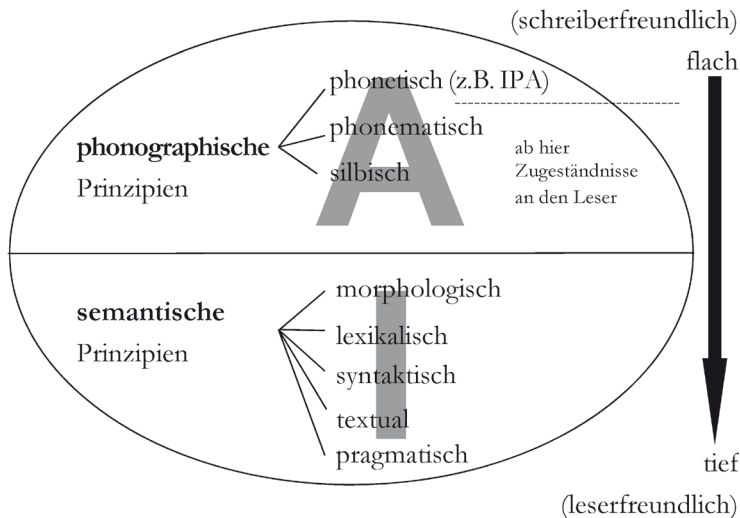 (schreiberfreundlich)
flach
phonetisch (z.B. IPA)
phonematisch
phonographische
Prinzipien
silbisch
A
ab hier
Zugeständnisse
an den Leser
morphologisch
semantische
Prinzipien
lexikalisch
syntaktisch
I
textual
pragmatisch
tief
(leserfreundlich)